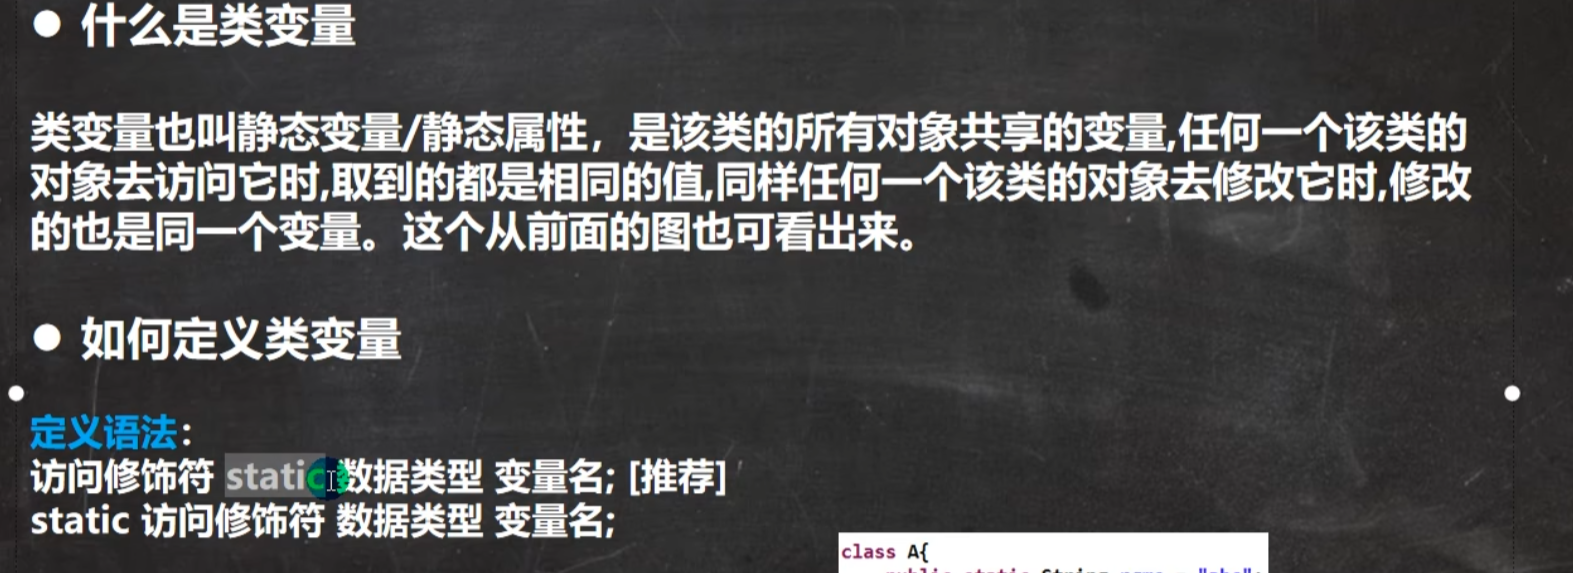 ● 什么是类变量
类变量也叫静态变量/静态属性，是该类的所有对象共享的变量,任何一个该类的
对象去访问它时,取到的都是相同的值,同样任何一个该类的对象去修改它时,修改
的也是同一个变量。这个从前面的图也可看出来。
● 如何定义类变量
定义语法：
访问修饰符 static 数据类型 变量名; [推荐]
static 访问修饰符 数据类型 变量名;
class A{
public static String name = "abc";